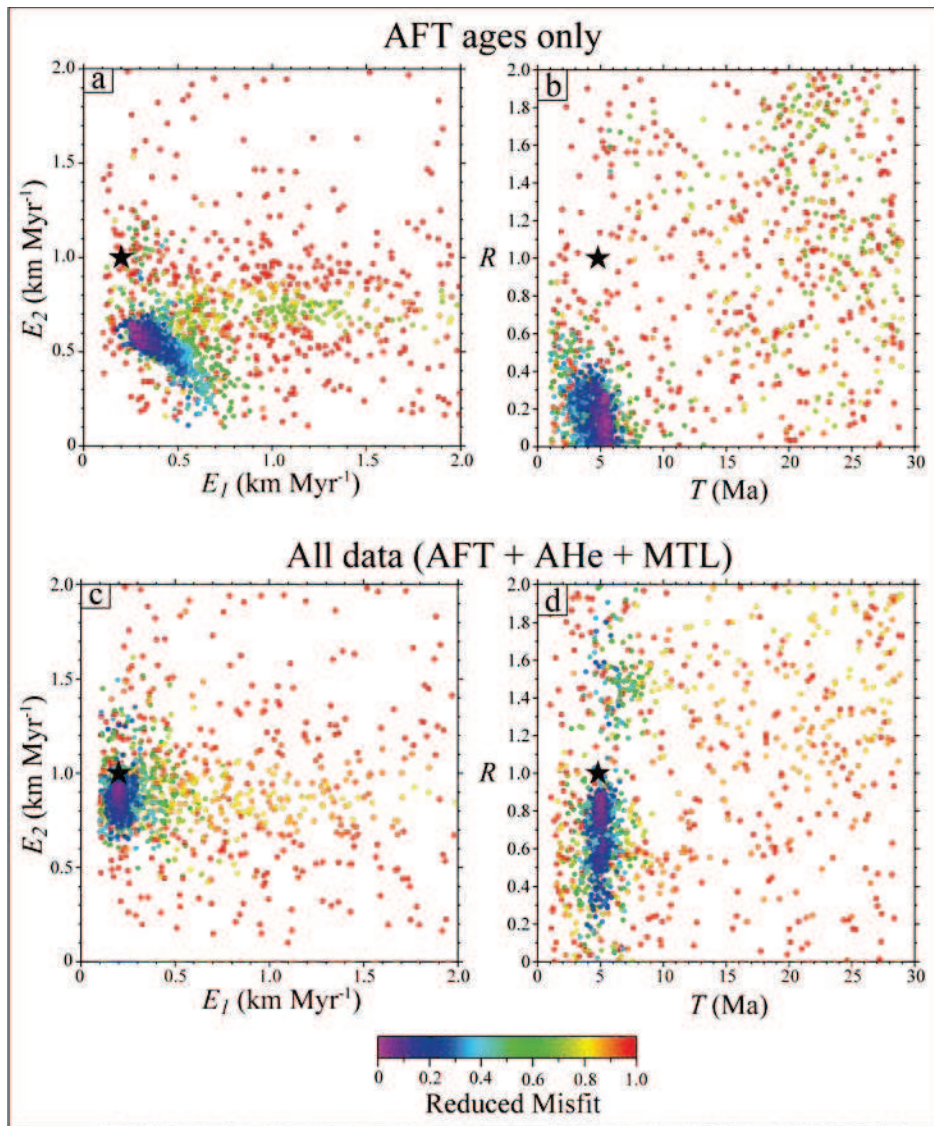 AFT ages only
a
2.0
1.5
1.0
0.5
0
E2 (km Myr-1)
0 0.5 1.0 1.5 2.0
E1 (km Myr-1)
b
2.0
1.8
1.6
1.4
1.2
1.0
0.8
0.6
0.4
0.2
0
R
0 5 10 15 20 25 30
T (Ma)
All data (AFT + AHe + MTL)
c
2.0
1.5
1.0
0.5
0
E2 (km Myr-1)
0 0.5 1.0 1.5 2.0
E1 (km Myr-1)
d
2.0
1.8
1.6
1.4
1.2
1.0
0.8
0.6
0.4
0.2
0
R
0 5 10 15 20 25 30
T (Ma)
0 0.2 0.4 0.6 0.8 1.0
Reduced Misfit